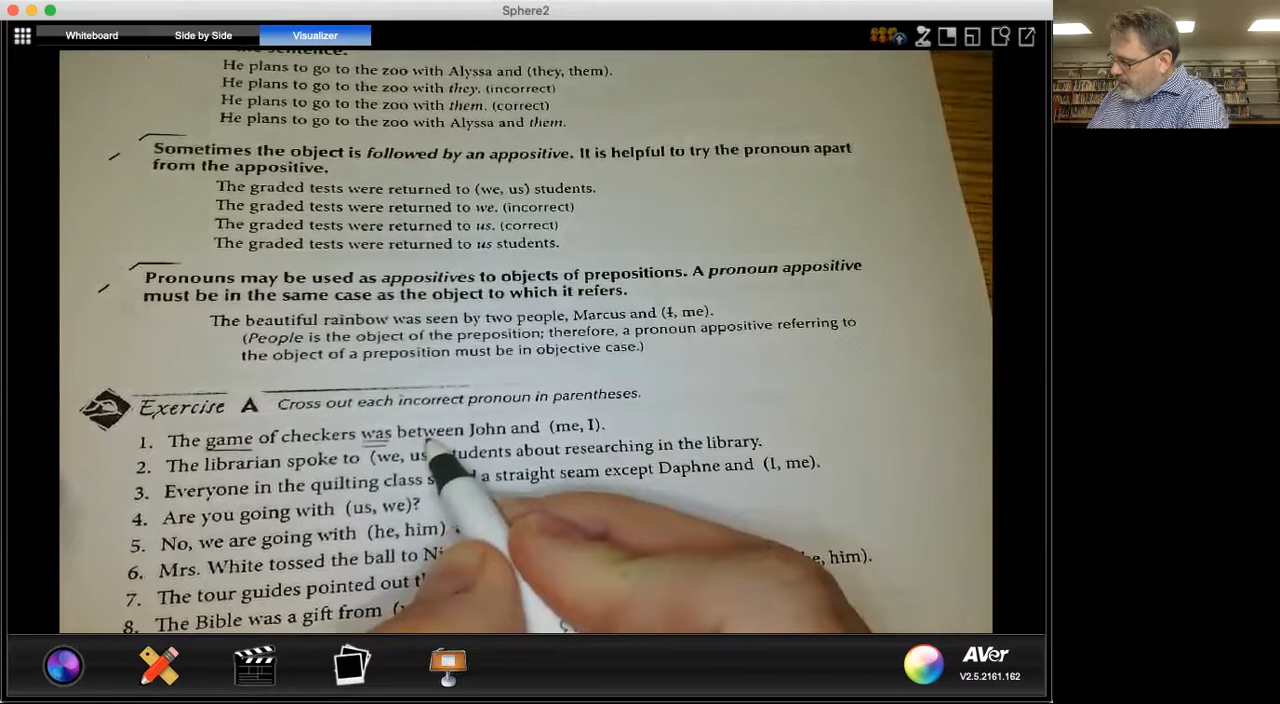 Sphere2
Whiteboard
Side by Side
Visualizer
the sentence.
He plans to go to the zoo with Alyssa and (they, them).
He plans to go to the zoo with they. (incorrect)
He plans to go to the zoo with them. (correct)
He plans to go to the zoo with Alyssa and them.
Sometimes the object is followed by an appositive. It is helpful to try the pronoun apart
from the appositive.
The graded tests were returned to (we, us) students.
The graded tests were returned to we. (incorrect)
The graded tests were returned to us. (correct)
The graded tests were returned to us students.
Pronouns may be used as appositives to objects of prepositions. A pronoun appositive
must be in the same case as the object to which it refers.
The beautiful rainbow was seen by two people, Marcus and (I, me).
(People is the object of the preposition; therefore, a pronoun appositive referring to
the object of a preposition must be in objective case.)
Exercise A Cross out each incorrect pronoun in parentheses.
1. The game of checkers was between John and (me, I).
2. The librarian spoke to (we, us students about researching in the library.
3. Everyone in the quilting class a straight seam except Daphne and (I, me).
4. Are you going with (us, we)?
5. No, we are going with (he, him)
6. Mrs. White tossed the ball to him).
7. The tour guides pointed out
8. The Bible was a gift from
AVer
V2.5.2161.162